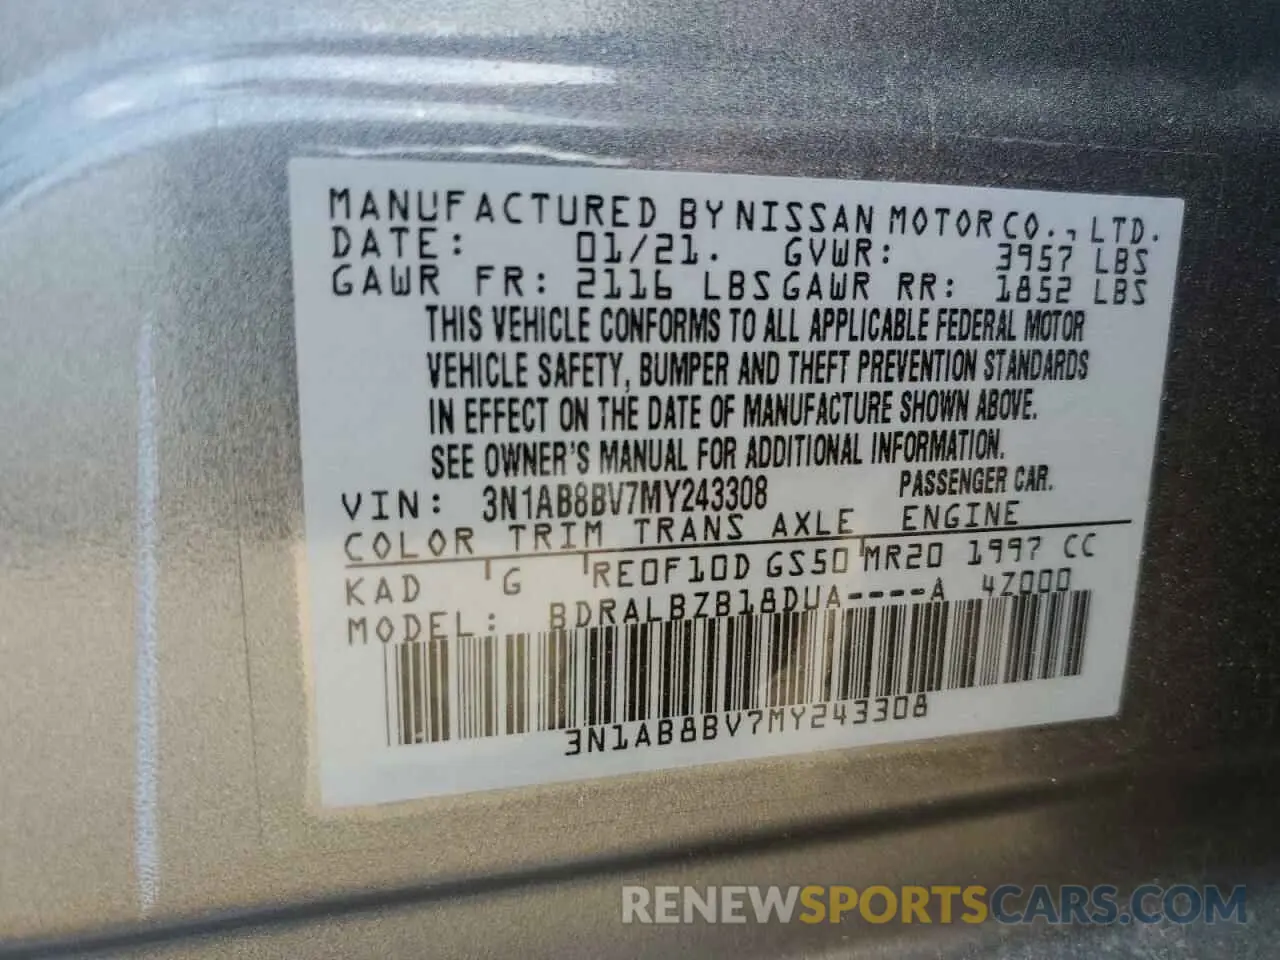 MANUFACTURED BY NISSAN MOTOR CO., LTD.
DATE: 01/21. GVWR: 3957 LBS
GAWR FR: 2116 LBS GAWR RR: 1852 LBS
THIS VEHICLE CONFORMS TO ALL APPLICABLE FEDERAL MOTOR
VEHICLE SAFETY, BUMPER AND THEFT PREVENTION STANDARDS
IN EFFECT ON THE DATE OF MANUFACTURE SHOWN ABOVE.
SEE OWNER'S MANUAL FOR ADDITIONAL INFORMATION.
VIN: 3N1AB8BV7MY243308 PASSENGER CAR.
COLOR TRIM TRANS AXLE ENGINE
KAD G RE0F10D GS50 MR20 1997 CC
MODEL: BDRALBZB18DUA----A 4Z000
3N1AB8BV7MY243308
RENEWSPORTSCARS.COM